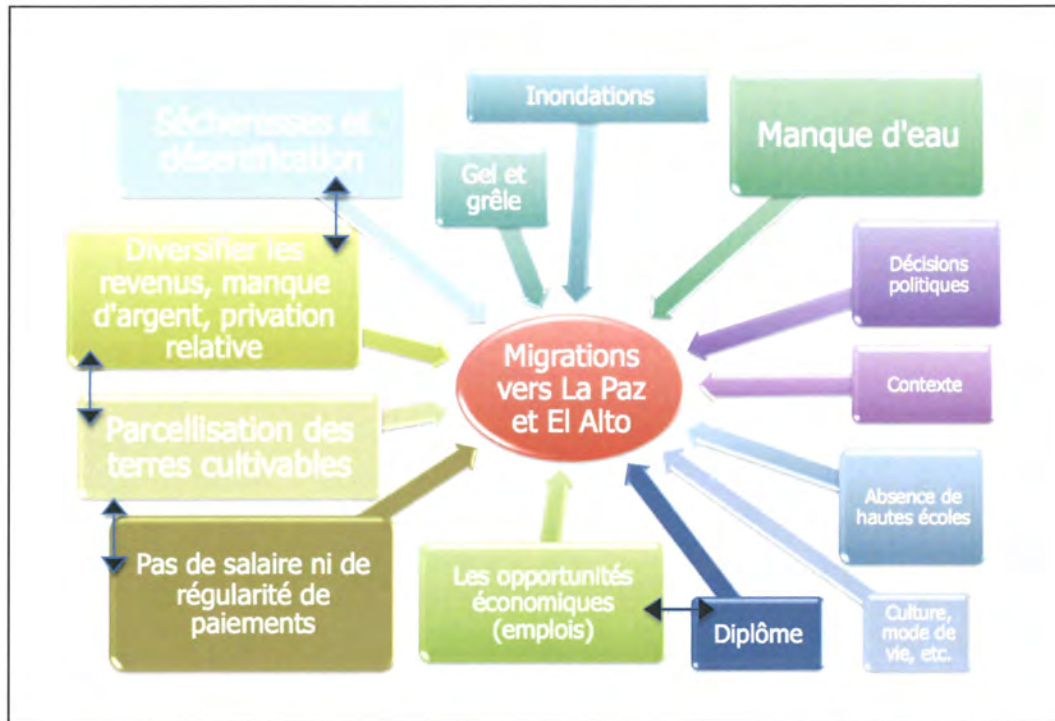 Sécheresses et
désertification
Inondations
Manque d'eau
Gel et
grêle
Diversifier les
revenus, manque
d'argent, privation
relative
Décisions
politiques
Migrations
vers La Paz
et El Alto
Contexte
Parcellisation des
terres cultivables
Absence de
hautes écoles
Pas de salaire ni de
régularité de
paiements
Les opportunités
économiques
(emplois)
Diplôme
Culture,
mode de
vie, etc.